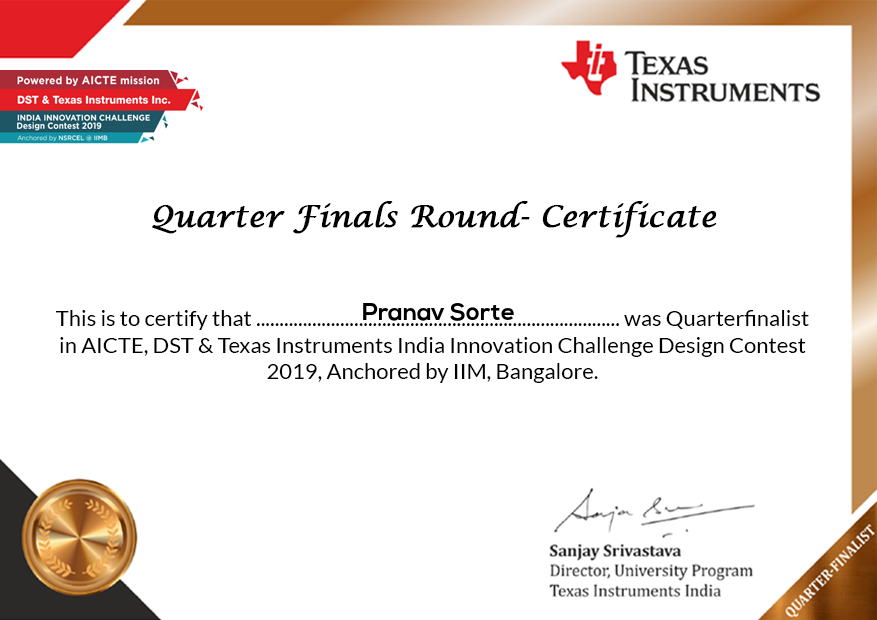 Powered by AICTE mission
DST & Texas Instruments Inc.
INDIA INNOVATION CHALLENGE
Design Contest 2019
Anchored by NSRCEL @ IIMB
TEXAS
INSTRUMENTS
Quarter Finals Round- Certificate
This is to certify that ........ Pranav Sorte ........ was Quarterfinalist
in AICTE, DST & Texas Instruments India Innovation Challenge Design Contest
2019, Anchored by IIM, Bangalore.
Sanjay Srivastava
Director, University Program
Texas Instruments India
QUARTER-FINALIST